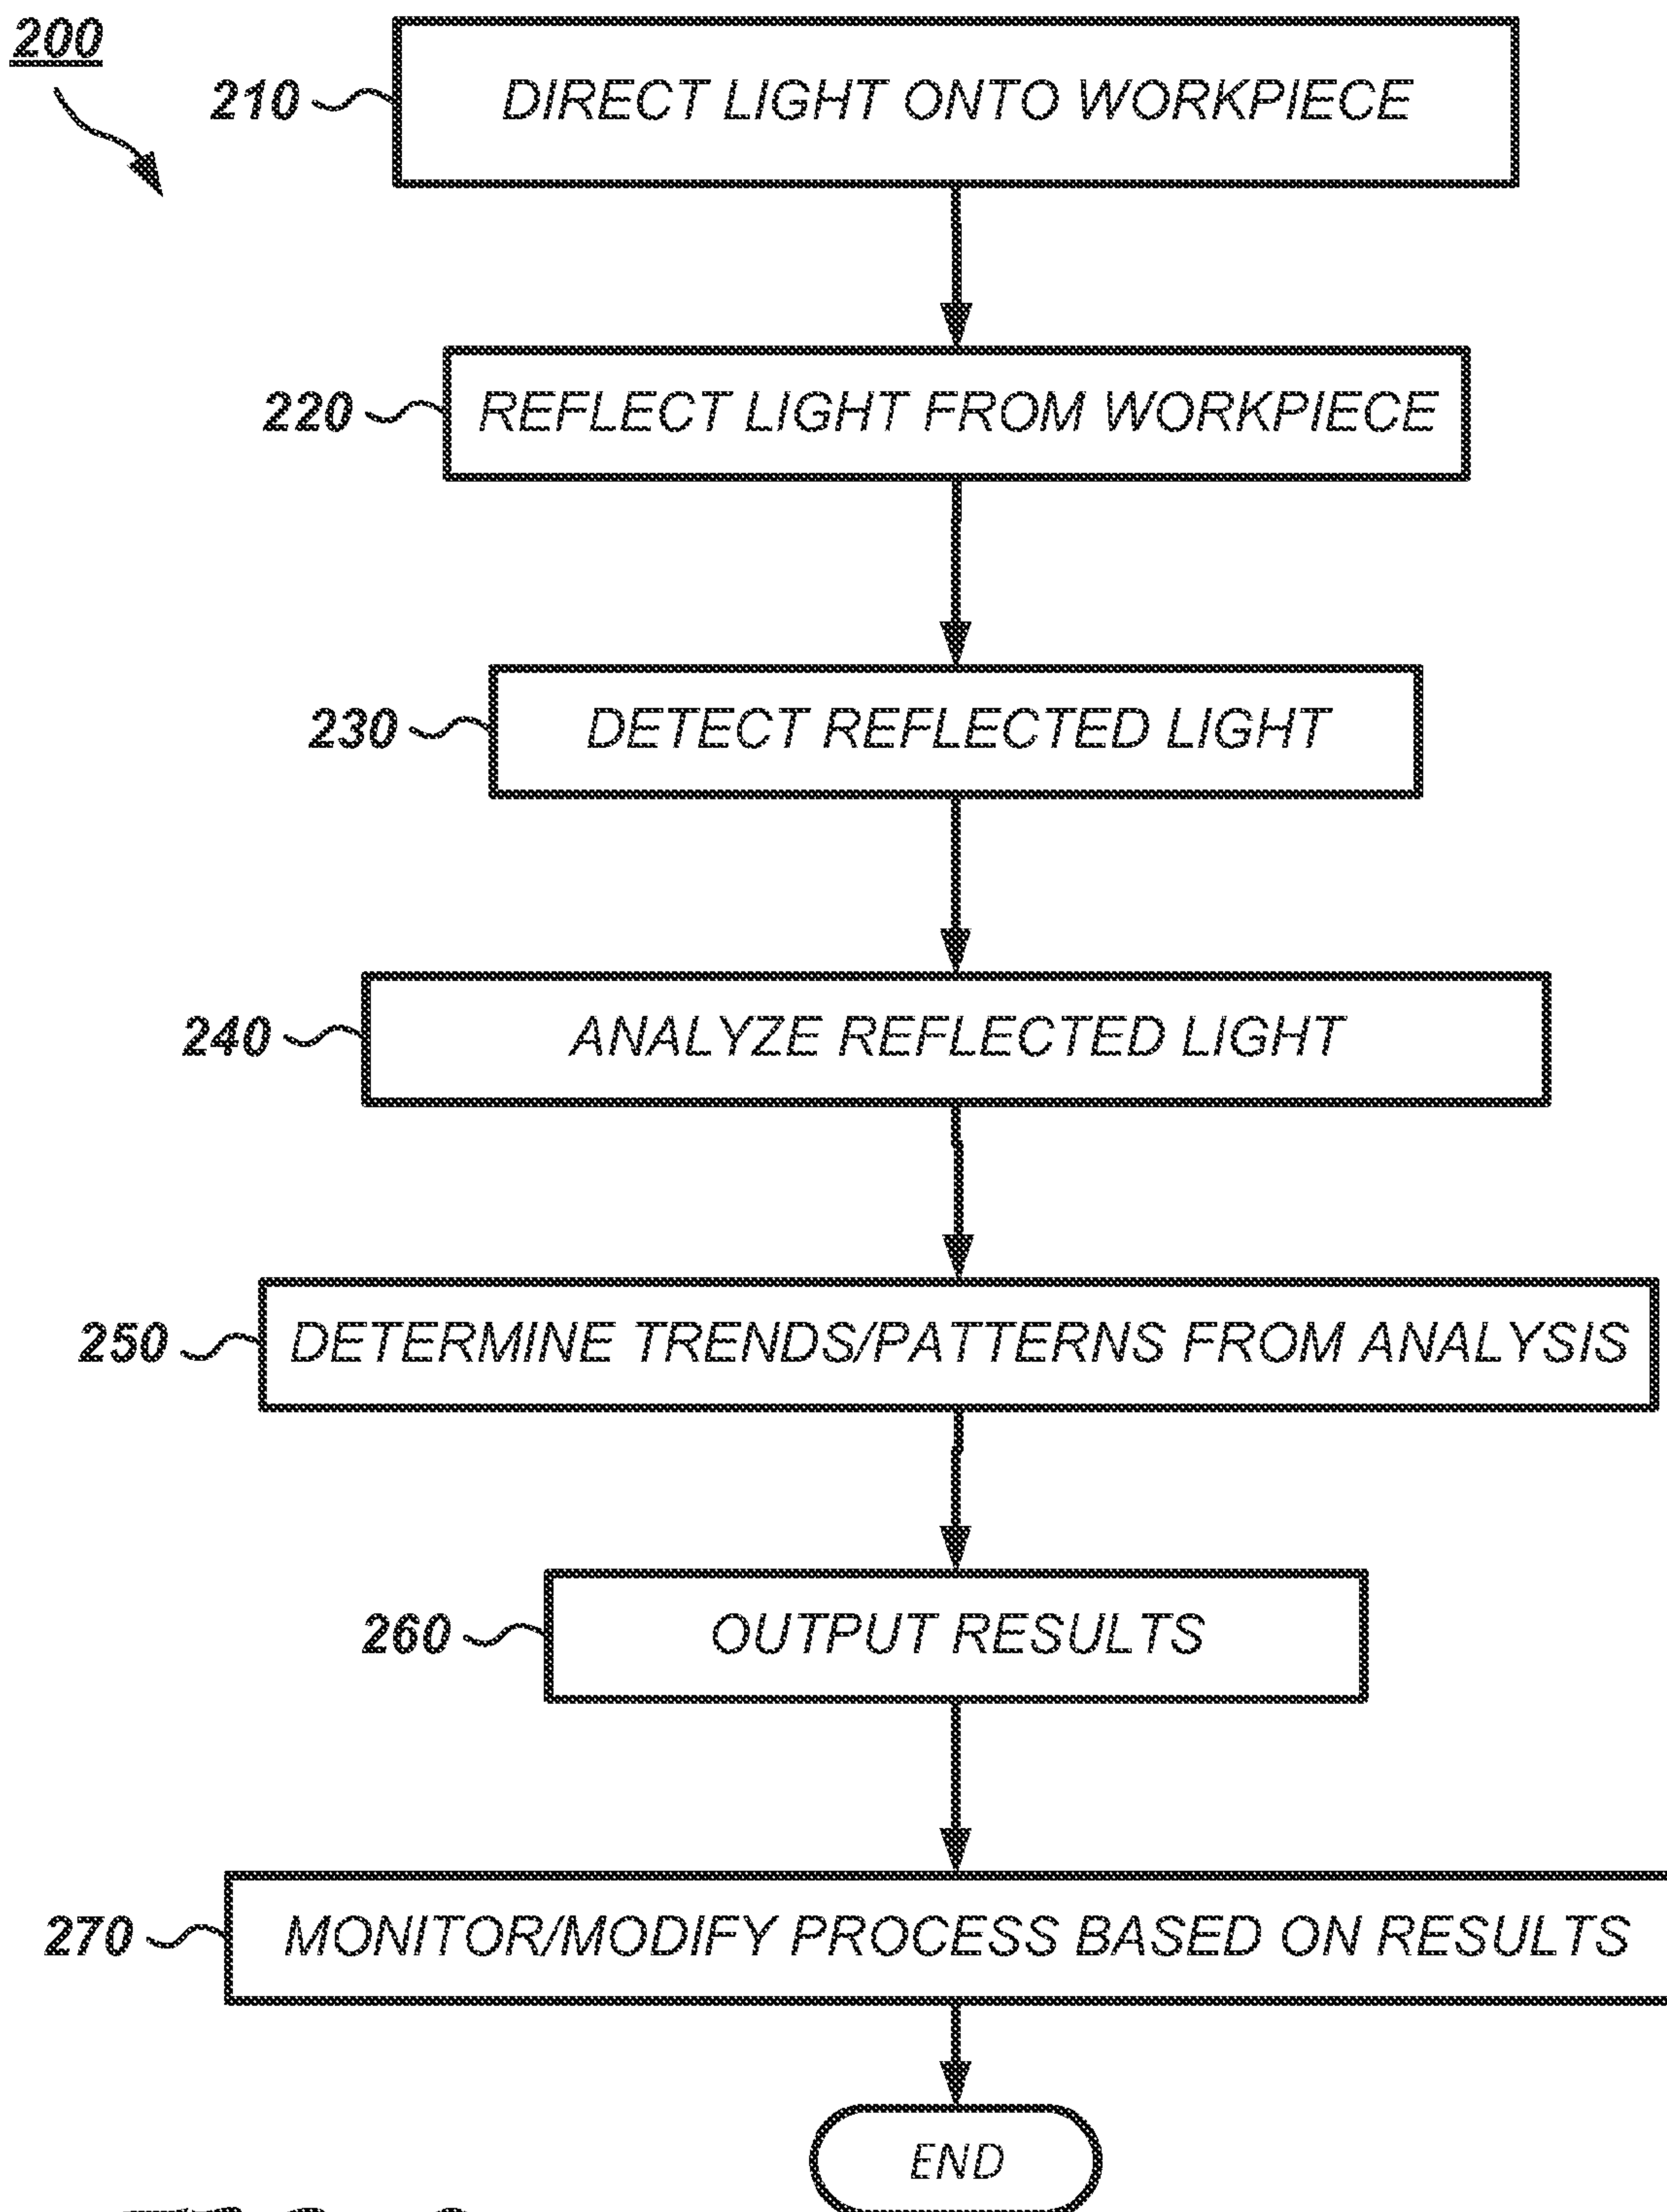 200
210 DIRECT LIGHT ONTO WORKPIECE
220 REFLECT LIGHT FROM WORKPIECE
230 DETECT REFLECTED LIGHT
240 ANALYZE REFLECTED LIGHT
250 DETERMINE TRENDS/PATTERNS FROM ANALYSIS
260 OUTPUT RESULTS
270 MONITOR/MODIFY PROCESS BASED ON RESULTS
END